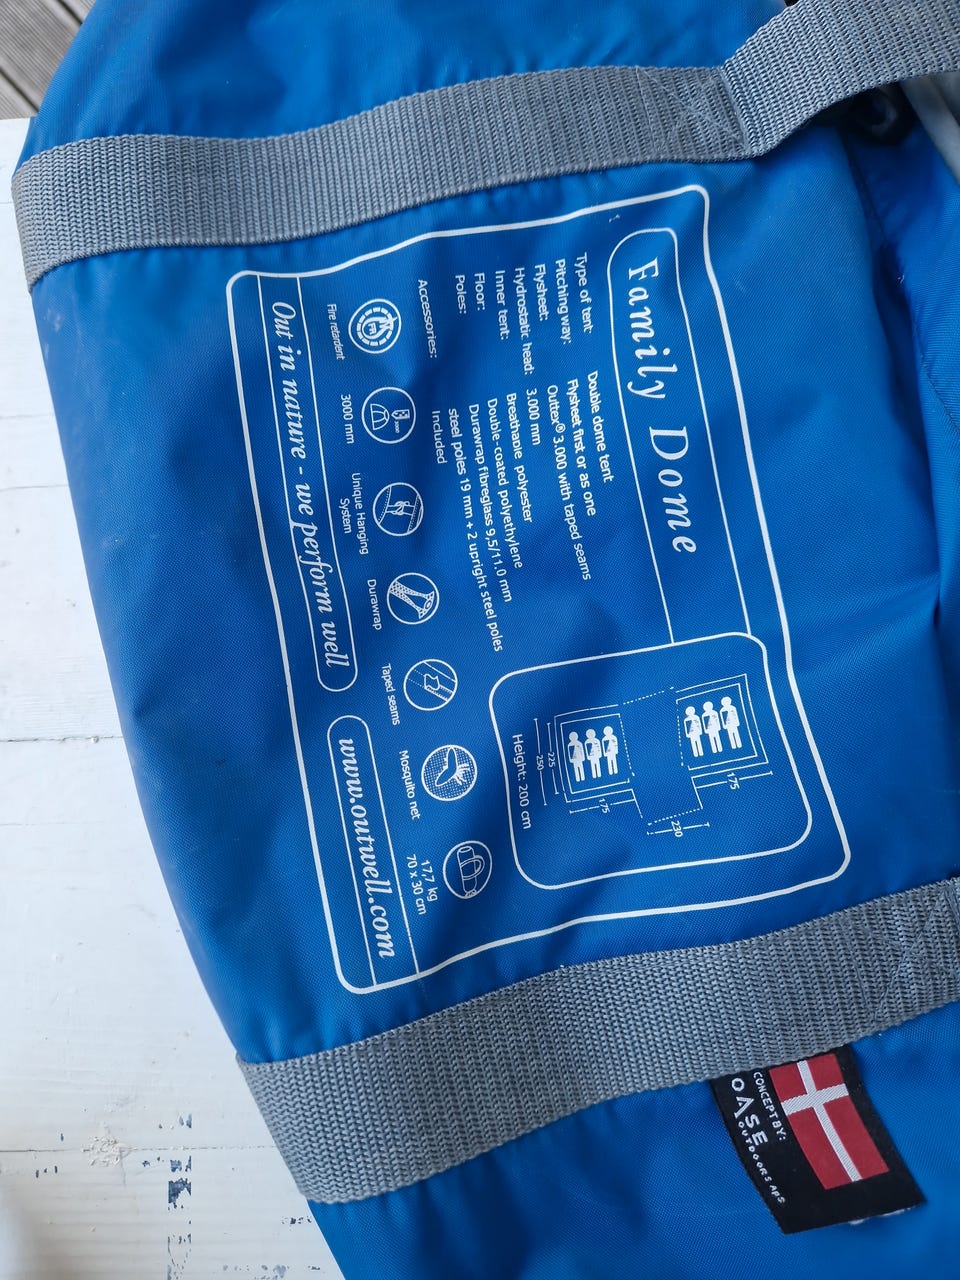 Family Dome
Type of tent: Double dome tent
Pitching way: Flysheet first or as one
Flysheet: Outtex® 3.000 with taped seams
Hydrostatic head: 3.000 mm
Inner tent: Breathable polyester
Floor: Double-coated polyethylene
Poles: Durawrap fibreglass 9,5/11.0 mm
steel poles 19 mm + 2 upright steel poles
Accessories: Included
175
230
175
225
250
Height: 200 cm
Fire retardent
3000 mm
Unique Hanging
System
Durawrap
Taped seams
Mosquito net
17,7 kg
70 x 30 cm
Out in nature - we perform well
www.outwell.com
CONCEPT BY:
OASE
OUTDOORS APS